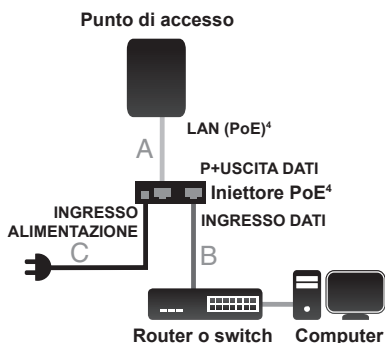 Punto di accesso
LAN (PoE)⁴
A
P+USCITA DATI
Iniettore PoE⁴
INGRESSO
ALIMENTAZIONE
INGRESSO DATI
C
B
Router o switch
Computer